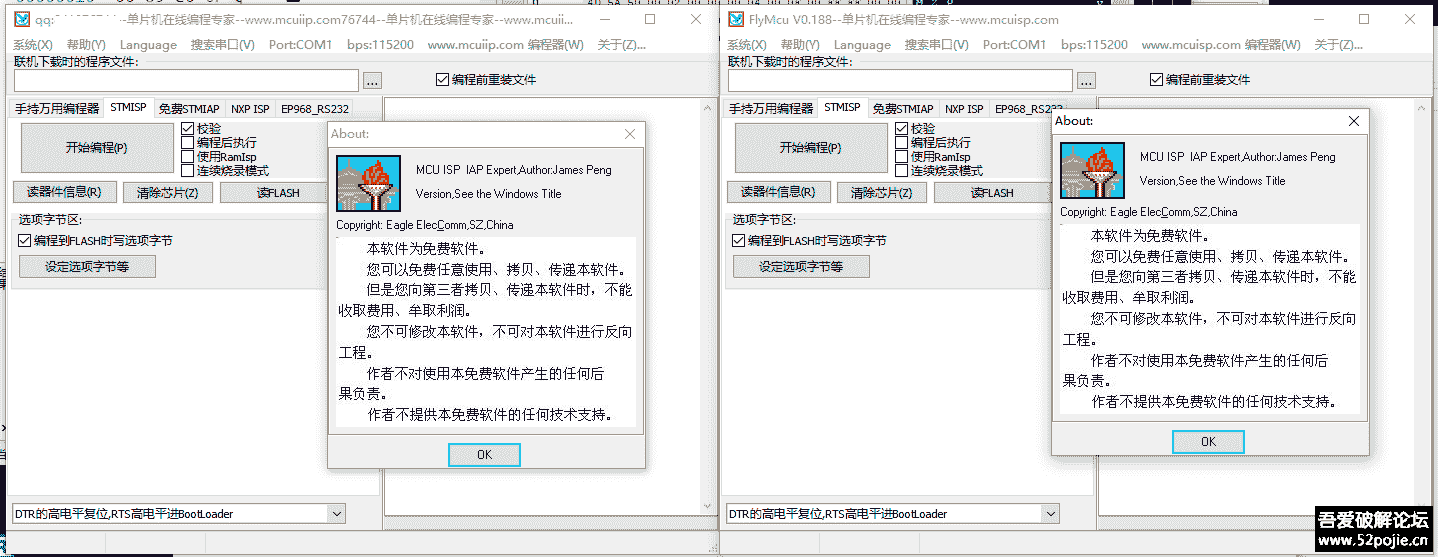 --单片机在线编程专家--www.mcuiip.com76744--单片机在线编程专家--www.mcuii...
系统(X) 帮助(Y) Language 搜索串口(V) Port:COM1 bps:115200 www.mcuiip.com 编程器(W) 关于(Z)...
联机下载时的程序文件:
... 编程前重装文件
手持万用编程器 STMISP 免费STMIAP NXP ISP EP968_RS232
开始编程(P)
校验
编程后执行
使用RamIsp
连续烧录模式
读器件信息(R) 清除芯片(Z) 读FLASH
选项字节区:
编程到FLASH时写选项字节
设定选项字节等
About:
MCU ISP IAP Expert,Author:James Peng
Version,See the Windows Title
Copyright: Eagle ElecComm,SZ,China
本软件为免费软件。
您可以免费任意使用、拷贝、传递本软件。
但是您向第三者拷贝、传递本软件时，不能
收取费用、牟取利润。
您不可修改本软件，不可对本软件进行反向
工程。
作者不对使用本免费软件产生的任何后
果负责。
作者不提供本免费软件的任何技术支持。
OK
DTR的高电平复位,RTS高电平进BootLoader
FlyMcu V0.188--单片机在线编程专家--www.mcuisp.com
系统(X) 帮助(Y) Language 搜索串口(V) Port:COM1 bps:115200 www.mcuisp.com 编程器(W) 关于(Z)...
联机下载时的程序文件:
... 编程前重装文件
手持万用编程器 STMISP 免费STMIAP NXP ISP EP968_RS232
开始编程(P)
校验
编程后执行
使用RamIsp
连续烧录模式
读器件信息(R) 清除芯片(Z) 读FLASH
选项字节区:
编程到FLASH时写选项字节
设定选项字节等
About:
MCU ISP IAP Expert,Author:James Peng
Version,See the Windows Title
Copyright: Eagle ElecComm,SZ,China
本软件为免费软件。
您可以免费任意使用、拷贝、传递本软件。
但是您向第三者拷贝、传递本软件时，不能
收取费用、牟取利润。
您不可修改本软件，不可对本软件进行反向
工程。
作者不对使用本免费软件产生的任何后
果负责。
作者不提供本免费软件的任何技术支持。
OK
DTR的高电平复位,RTS高电平进BootLoader
吾爱破解论坛
www.52pojie.cn